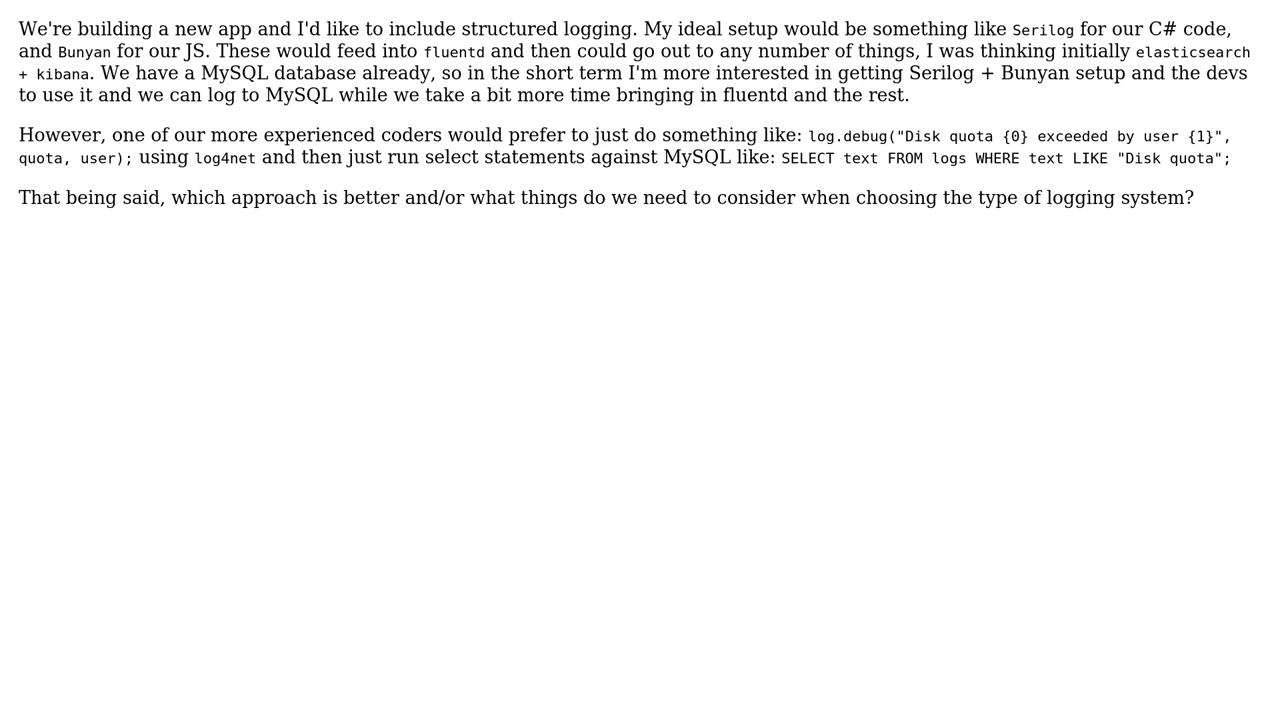 We're building a new app and I'd like to include structured logging. My ideal setup would be something like Serilog for our C# code,
and Bunyan for our JS. These would feed into fluentd and then could go out to any number of things, I was thinking initially elasticsearch
+ kibana. We have a MySQL database already, so in the short term I'm more interested in getting Serilog + Bunyan setup and the devs
to use it and we can log to MySQL while we take a bit more time bringing in fluentd and the rest.
However, one of our more experienced coders would prefer to just do something like: log.debug("Disk quota {0} exceeded by user {1}",
quota, user); using log4net and then just run select statements against MySQL like: SELECT text FROM logs WHERE text LIKE "Disk quota";
That being said, which approach is better and/or what things do we need to consider when choosing the type of logging system?